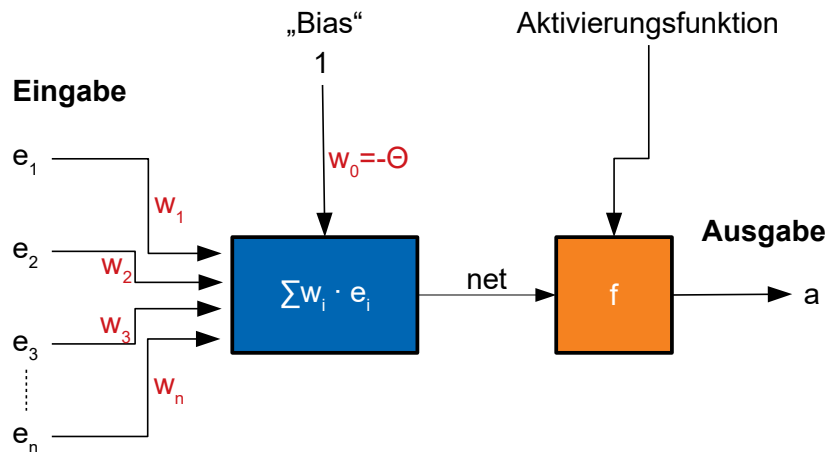 „Bias“
1
Aktivierungsfunktion
Eingabe
e₁
w₀=-Θ
w₁
e₂
w₂
∑wᵢ · eᵢ
net
f
Ausgabe
a
w₃
e₃
wₙ
eₙ